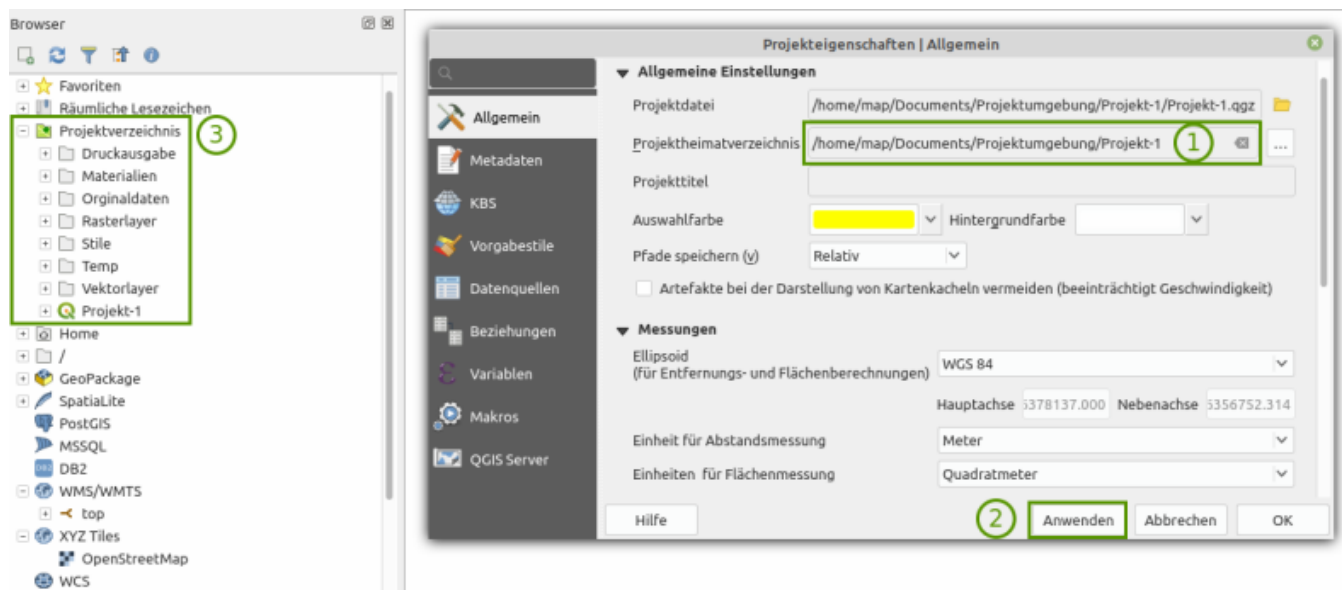 Browser
Favoriten
Räumliche Lesezeichen
Projektverzeichnis
3
Druckausgabe
Materialien
Orginaldaten
Rasterlayer
Stile
Temp
Vektorlayer
Projekt-1
Home
/
GeoPackage
SpatiaLite
PostGIS
MSSQL
DB2
DB2
WMS/WMTS
top
XYZ Tiles
OpenStreetMap
WCS
Projekteigenschaften | Allgemein
Allgemein
Metadaten
KBS
Vorgabestile
Datenquellen
Beziehungen
Variablen
Makros
QGIS Server
Allgemeine Einstellungen
Projektdatei /home/map/Documents/Projektumgebung/Projekt-1/Projekt-1.qgz
Projektheimatverzeichnis /home/map/Documents/Projektumgebung/Projekt-1 1 ...
Projekttitel
Auswahlfarbe Hintergrundfarbe
Pfade speichern (v) Relativ
Artefakte bei der Darstellung von Kartenkacheln vermeiden (beeinträchtigt Geschwindigkeit)
Messungen
Ellipsoid
(für Entfernungs- und Flächenberechnungen) WGS 84
Hauptachse 6378137.000 Nebenachse 6356752.314
Einheit für Abstandsmessung Meter
Einheiten für Flächenmessung Quadratmeter
Hilfe 2 Anwenden Abbrechen OK